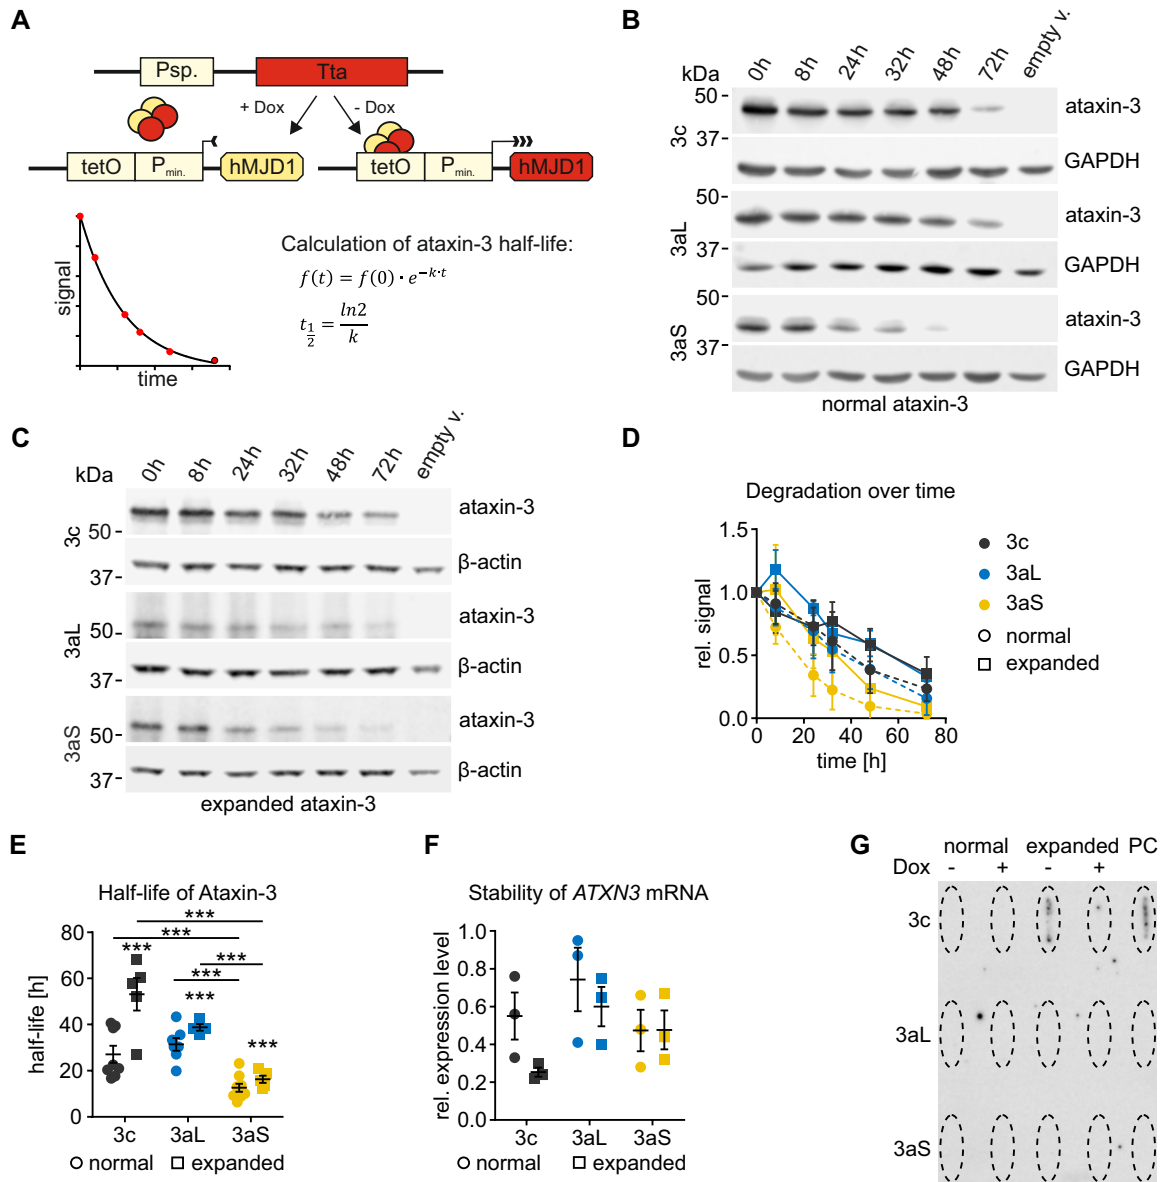 A
Psp.
Tta
+ Dox
- Dox
tetO
Pmin.
hMJD1
tetO
Pmin.
hMJD1
signal
time
Calculation of ataxin-3 half-life:
f(t) = f(0) · e^{-k·t}
t_{1/2} = ln2/k
B
kDa
0h
8h
24h
32h
48h
72h
empty v.
3c
50
37
ataxin-3
GAPDH
3aL
50
37
ataxin-3
GAPDH
3aS
50
37
ataxin-3
GAPDH
normal ataxin-3
C
kDa
0h
8h
24h
32h
48h
72h
empty v.
3c
50
37
ataxin-3
β-actin
3aL
50
37
ataxin-3
β-actin
3aS
50
37
ataxin-3
β-actin
expanded ataxin-3
D
Degradation over time
rel. signal
1.5
1.0
0.5
0.0
0 20 40 60 80
time [h]
3c
3aL
3aS
normal
expanded
E
Half-life of Ataxin-3
half-life [h]
80
60
40
20
0
***
***
***
***
***
***
***
3c 3aL 3aS
normal expanded
F
Stability of ATXN3 mRNA
rel. expression level
1.0
0.8
0.6
0.4
0.2
0.0
3c 3aL 3aS
normal expanded
G
normal expanded PC
Dox - + - +
3c
3aL
3aS